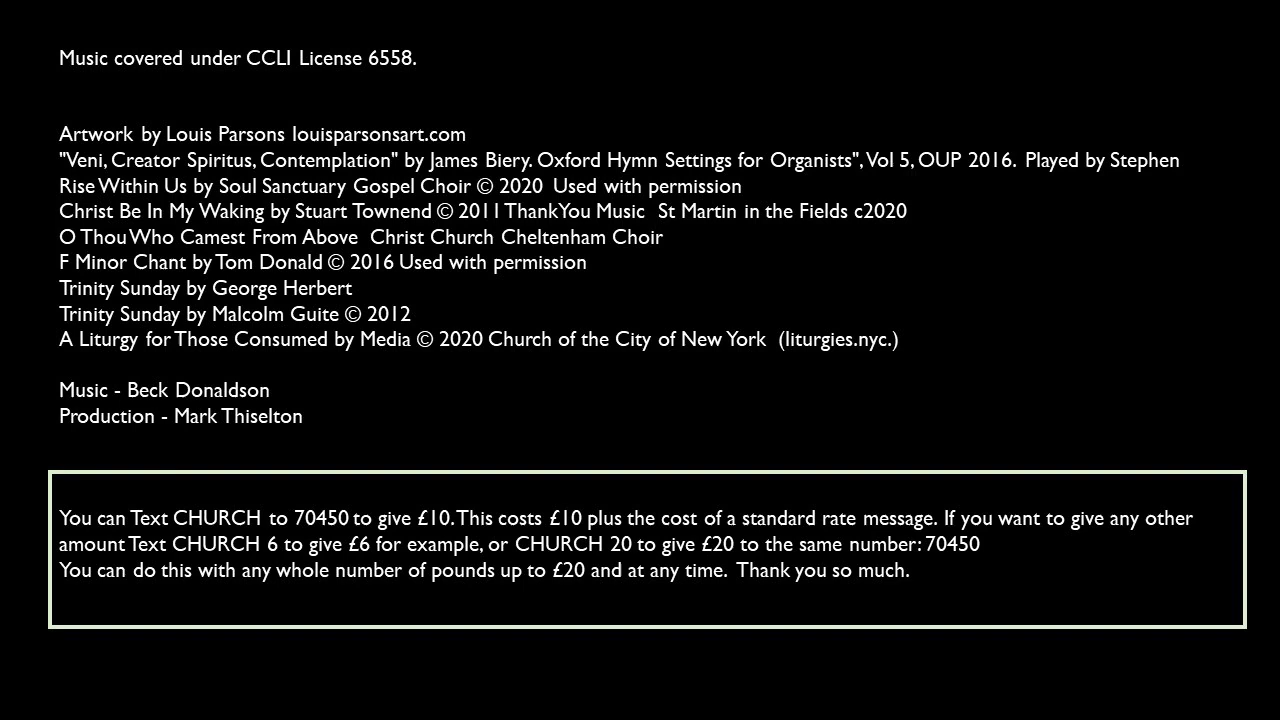 Music covered under CCLI License 6558.
Artwork by Louis Parsons louisparsonsart.com
"Veni, Creator Spiritus, Contemplation" by James Biery. Oxford Hymn Settings for Organists", Vol 5, OUP 2016. Played by Stephen
Rise Within Us by Soul Sanctuary Gospel Choir © 2020 Used with permission
Christ Be In My Waking by Stuart Townend © 2011 ThankYou Music St Martin in the Fields c2020
O Thou Who Camest From Above Christ Church Cheltenham Choir
F Minor Chant by Tom Donald © 2016 Used with permission
Trinity Sunday by George Herbert
Trinity Sunday by Malcolm Guite © 2012
A Liturgy for Those Consumed by Media © 2020 Church of the City of New York (liturgies.nyc.)
Music - Beck Donaldson
Production - Mark Thiselton
You can Text CHURCH to 70450 to give £10. This costs £10 plus the cost of a standard rate message. If you want to give any other
amount Text CHURCH 6 to give £6 for example, or CHURCH 20 to give £20 to the same number: 70450
You can do this with any whole number of pounds up to £20 and at any time. Thank you so much.